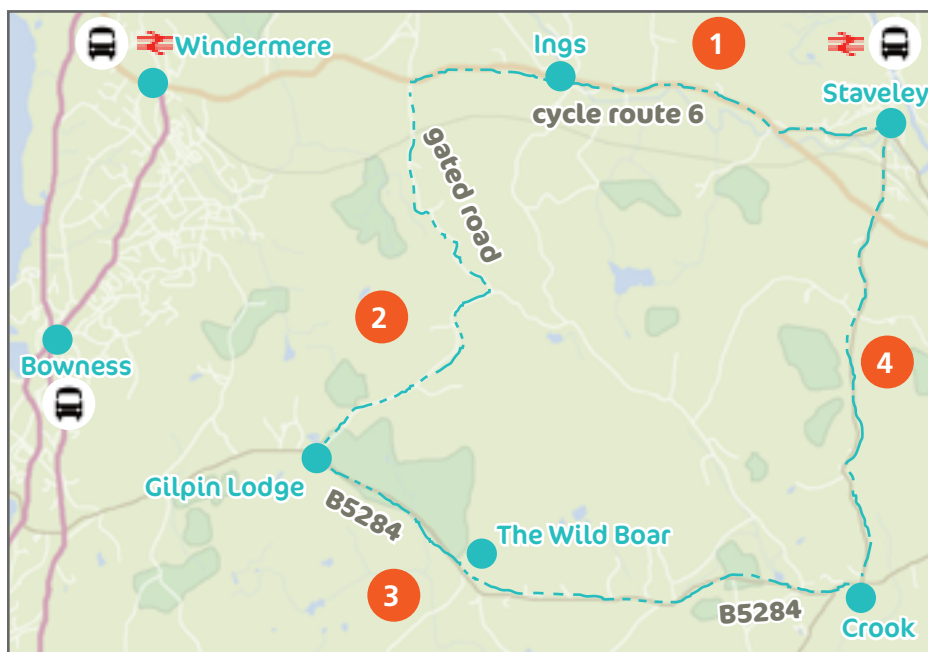 Windermere
Ings
1
Staveley
cycle route 6
gated road
2
4
Bowness
Gilpin Lodge
B5284
The Wild Boar
3
B5284
Crook